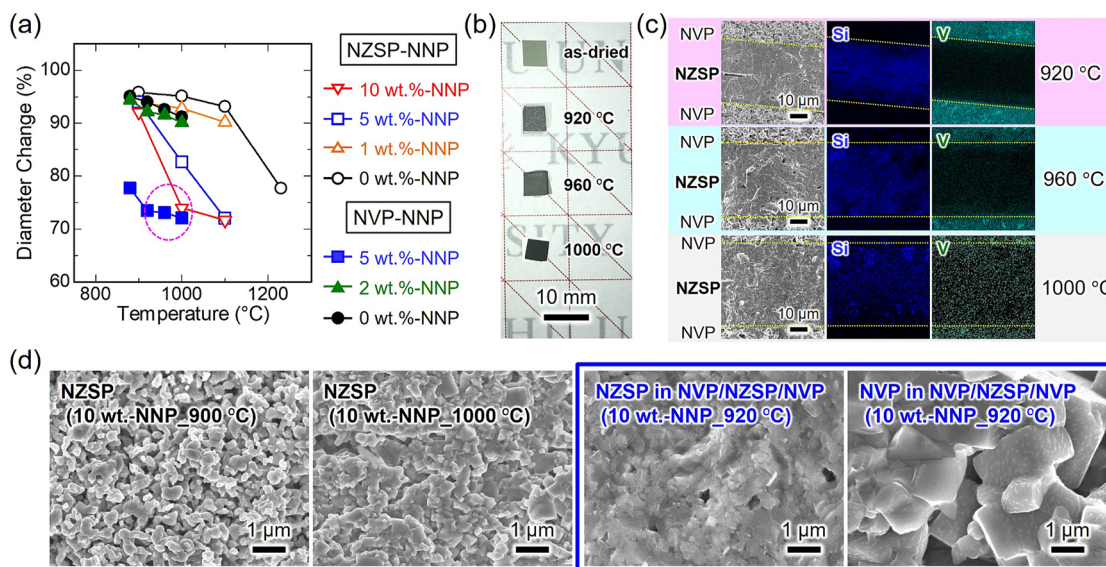 (a)
Diameter Change (%)
100
95
90
85
80
75
70
65
60
800
1000
1200
Temperature (°C)
NZSP-NNP
10 wt.%-NNP
5 wt.%-NNP
1 wt.%-NNP
0 wt.%-NNP
NVP-NNP
5 wt.%-NNP
2 wt.%-NNP
0 wt.%-NNP
(b)
as-dried
920 °C
960 °C
1000 °C
10 mm
(c)
NVP
NZSP
NVP
10 μm
Si
V
920 °C
NVP
NZSP
NVP
10 μm
Si
V
960 °C
NVP
NZSP
NVP
10 μm
Si
V
1000 °C
(d)
NZSP
(10 wt.-NNP_900 °C)
1 μm
NZSP
(10 wt.-NNP_1000 °C)
1 μm
NZSP in NVP/NZSP/NVP
(10 wt.-NNP_920 °C)
1 μm
NVP in NVP/NZSP/NVP
(10 wt.-NNP_920 °C)
1 μm